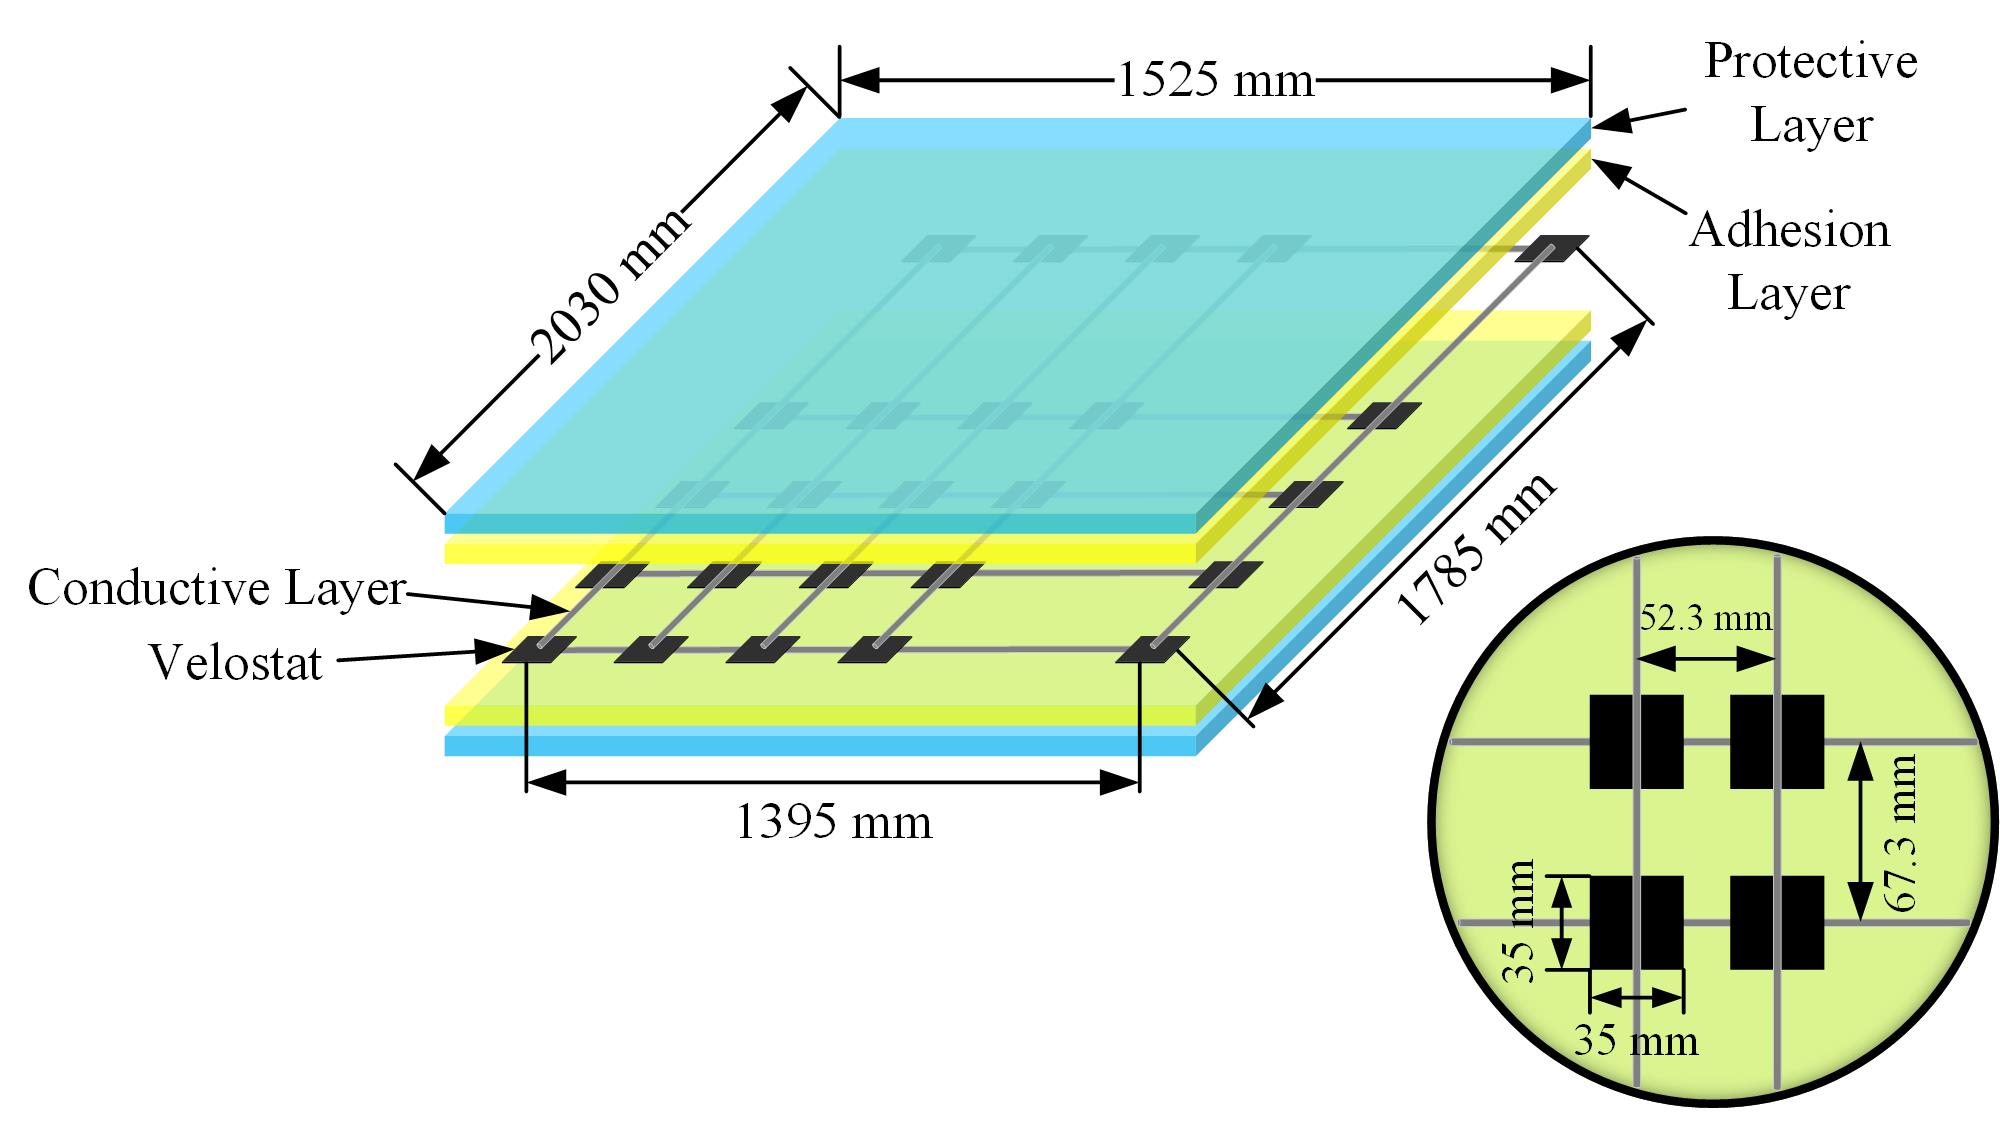 1525 mm
Protective
Layer
2030 mm
Adhesion
Layer
Conductive Layer
Velostat
1785 mm
1395 mm
52.3 mm
67.3 mm
35 mm
35 mm